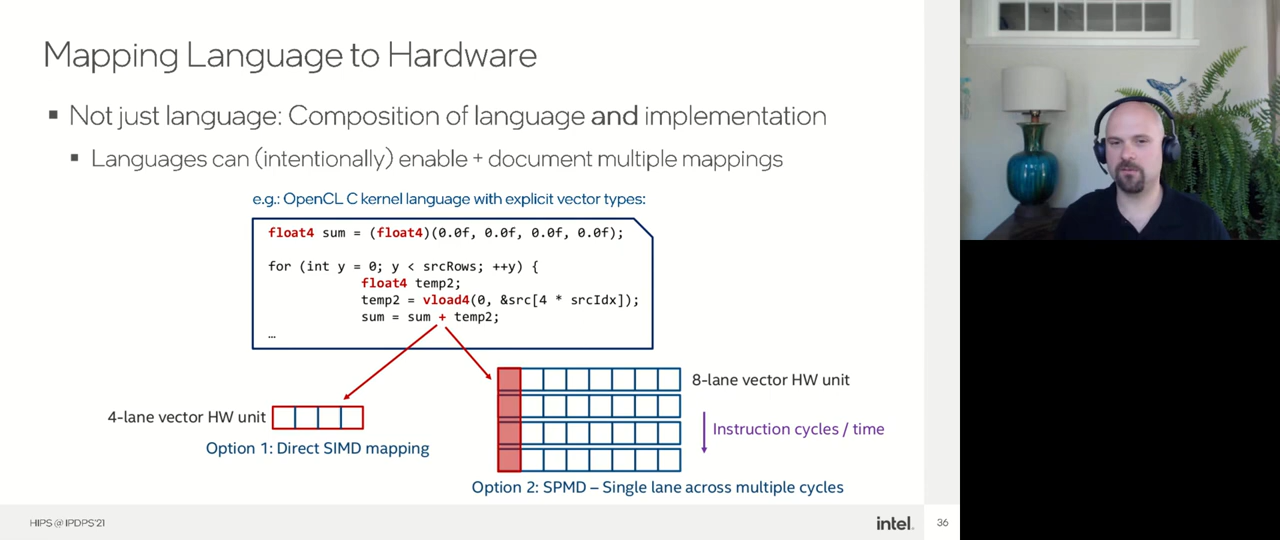 Mapping Language to Hardware
▪ Not just language: Composition of language and implementation
▪ Languages can (intentionally) enable + document multiple mappings
e.g.: OpenCL C kernel language with explicit vector types:
float4 sum = (float4)(0.0f, 0.0f, 0.0f, 0.0f);
for (int y = 0; y < srcRows; ++y) {
float4 temp2;
temp2 = vload4(0, &src[4 * srcIdx]);
sum = sum + temp2;
…
8-lane vector HW unit
4-lane vector HW unit
Instruction cycles / time
Option 1: Direct SIMD mapping
Option 2: SPMD – Single lane across multiple cycles
HIPS @ IPDPS'21
intel.
36